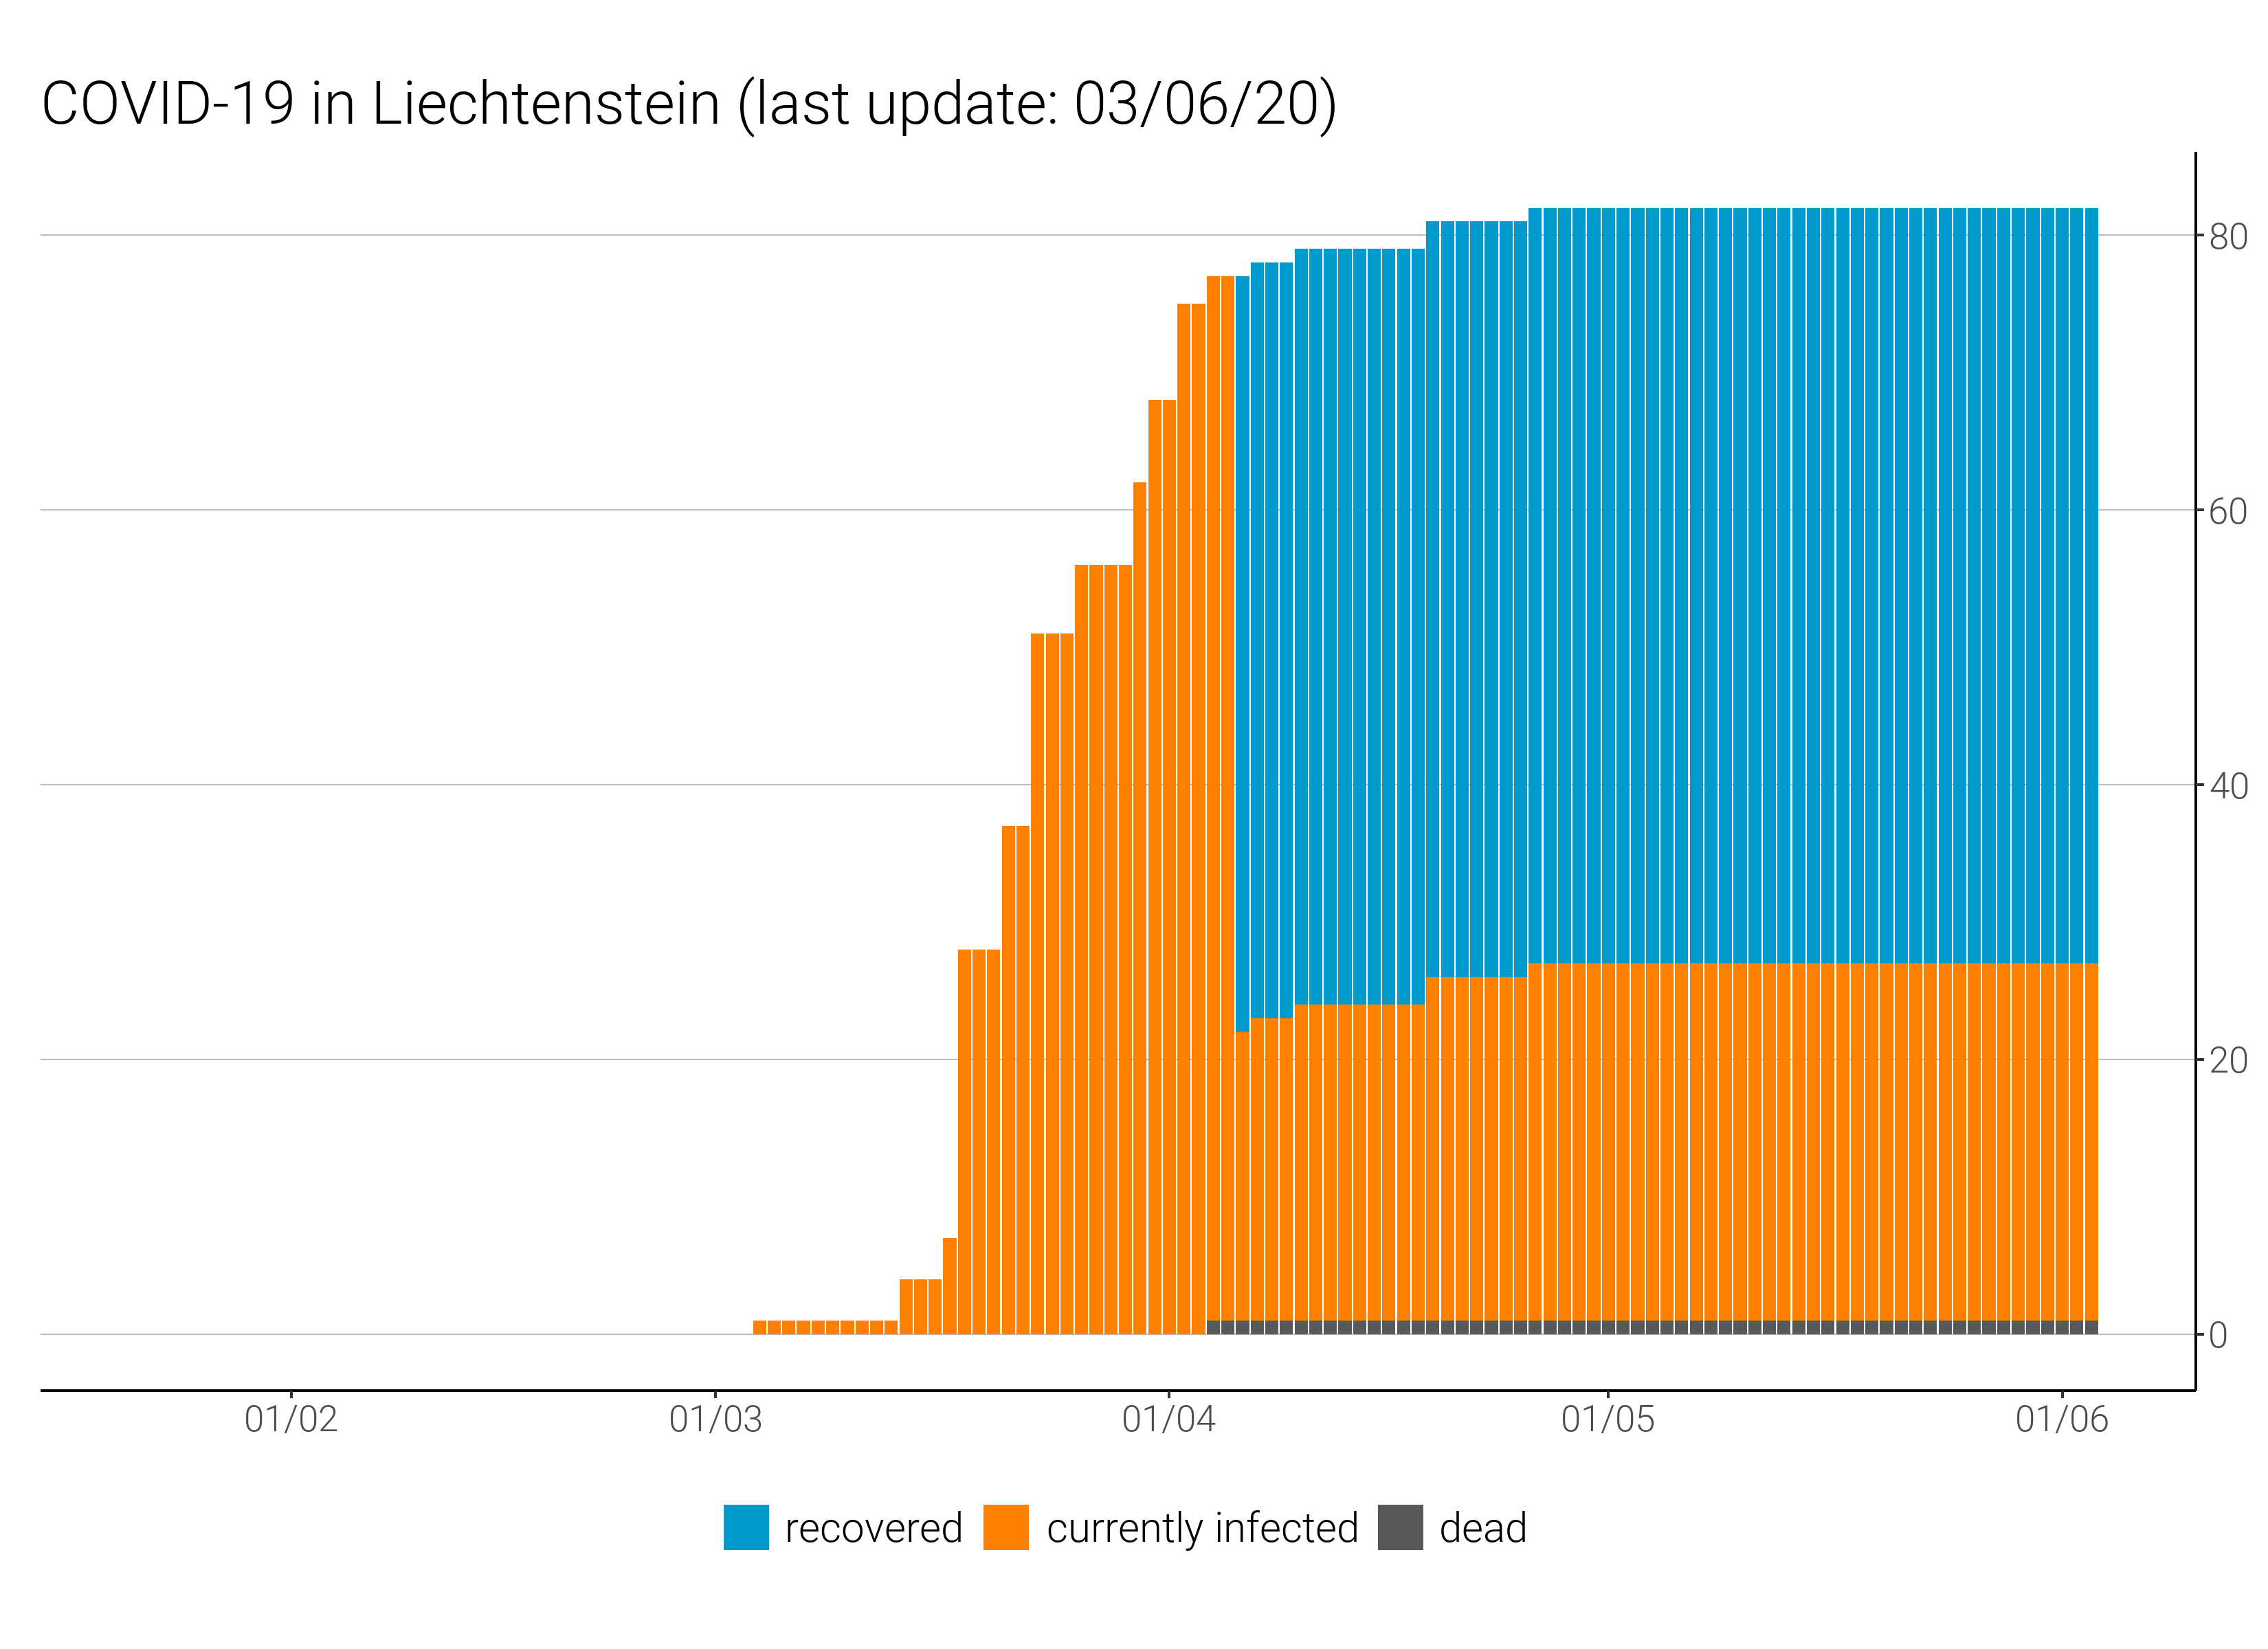 COVID-19 in Liechtenstein (last update: 03/06/20)
80
60
40
20
0
01/02 01/03 01/04 01/05 01/06
recovered currently infected dead